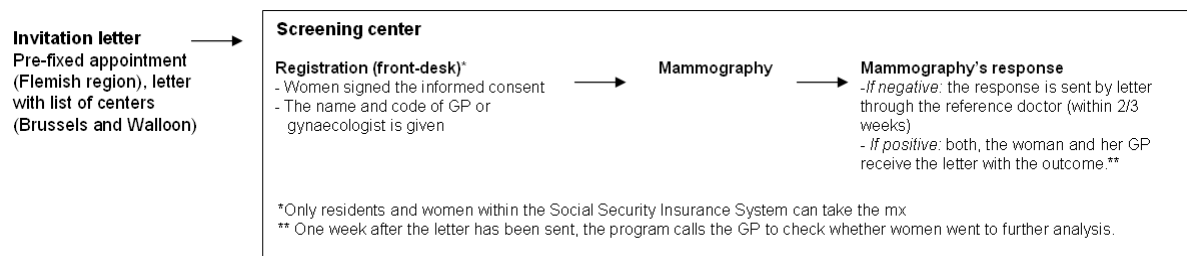 Invitation letter
Pre-fixed appointment
(Flemish region), letter
with list of centers
(Brussels and Walloon)
Screening center
Registration (front-desk)*
- Women signed the informed consent
- The name and code of GP or
gynaecologist is given
Mammography
Mammography's response
-If negative: the response is sent by letter
through the reference doctor (within 2/3
weeks)
- If positive: both, the woman and her GP
receive the letter with the outcome.**
*Only residents and women within the Social Security Insurance System can take the mx
** One week after the letter has been sent, the program calls the GP to check whether women went to further analysis.